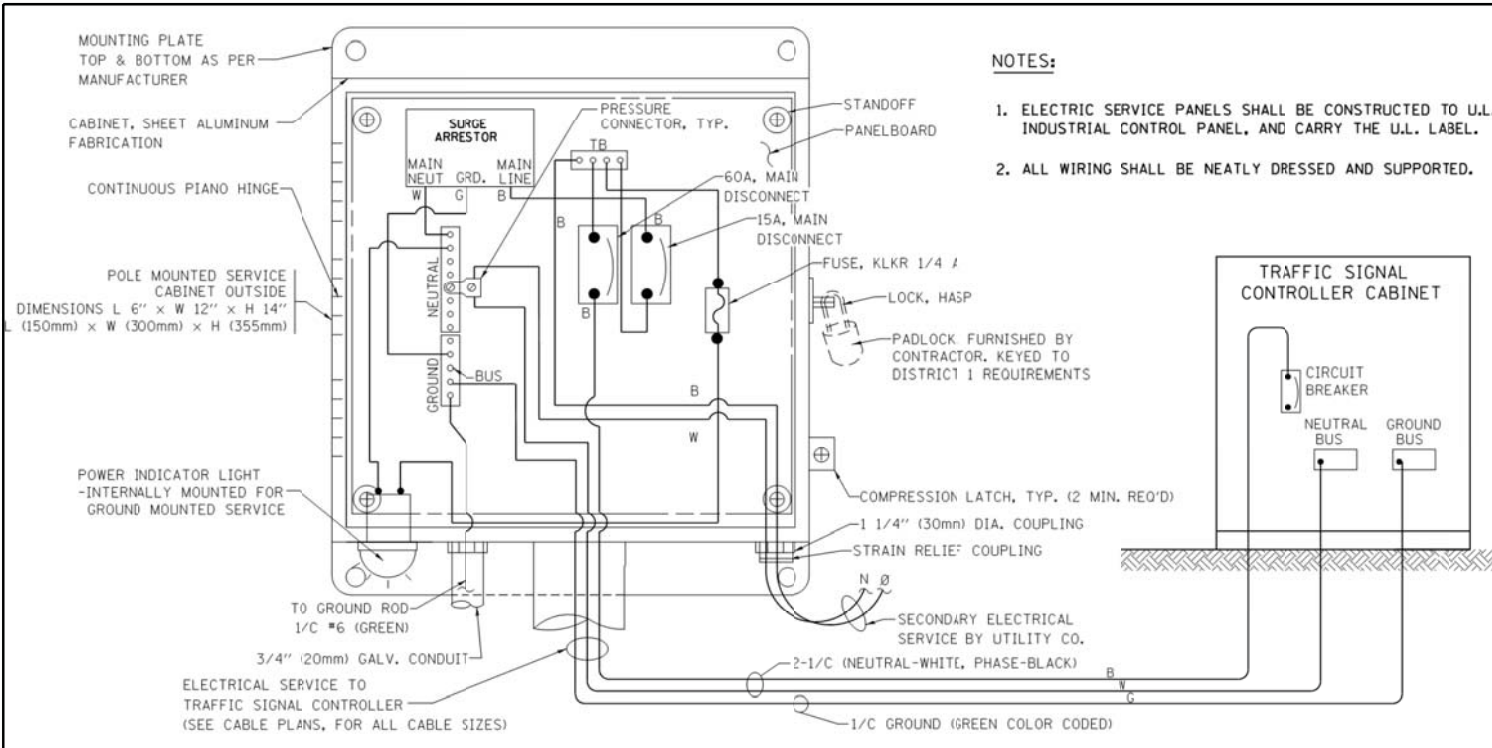 MOUNTING PLATE
TOP & BOTTOM AS PER
MANUFACTURER
CABINET, SHEET ALUMINUM
FABRICATION
CONTINUOUS PIANO HINGE
POLE MOUNTED SERVICE
CABINET OUTSIDE
DIMENSIONS L 6" × W 12" × H 14"
L (150mm) × W (300mm) × H (355mm)
POWER INDICATOR LIGHT
-INTERNALLY MOUNTED FOR
GROUND MOUNTED SERVICE
TO GROUND ROD
1/C #6 (GREEN)
3/4" (20mm) GALV. CONDUIT
ELECTRICAL SERVICE TO
TRAFFIC SIGNAL CONTROLLER
(SEE CABLE PLANS, FOR ALL CABLE SIZES)
SURGE
ARRESTOR
MAIN
NEUT
GRD.
MAIN
LINE
W
G
B
PRESSURE
CONNECTOR, TYP.
TB
B
B
B
NEUTRAL
GROUND
BUS
B
W
STANDOFF
PANELBOARD
60A, MAIN
DISCONNECT
15A, MAIN
DISCONNECT
FUSE, KLKR 1/4 A
LOCK, HASP
PADLOCK FURNISHED BY
CONTRACTOR. KEYED TO
DISTRICT 1 REQUIREMENTS
COMPRESSION LATCH, TYP. (2 MIN. REQ'D)
1 1/4" (30mm) DIA. COUPLING
STRAIN RELIEF COUPLING
N Ø
SECONDARY ELECTRICAL
SERVICE BY UTILITY CO.
2-1/C (NEUTRAL-WHITE, PHASE-BLACK)
B
W
G
1/C GROUND (GREEN COLOR CODED)
NOTES:
1. ELECTRIC SERVICE PANELS SHALL BE CONSTRUCTED TO U.L.
INDUSTRIAL CONTROL PANEL, AND CARRY THE U.L. LABEL.
2. ALL WIRING SHALL BE NEATLY DRESSED AND SUPPORTED.
TRAFFIC SIGNAL
CONTROLLER CABINET
CIRCUIT
BREAKER
NEUTRAL
BUS
GROUND
BUS